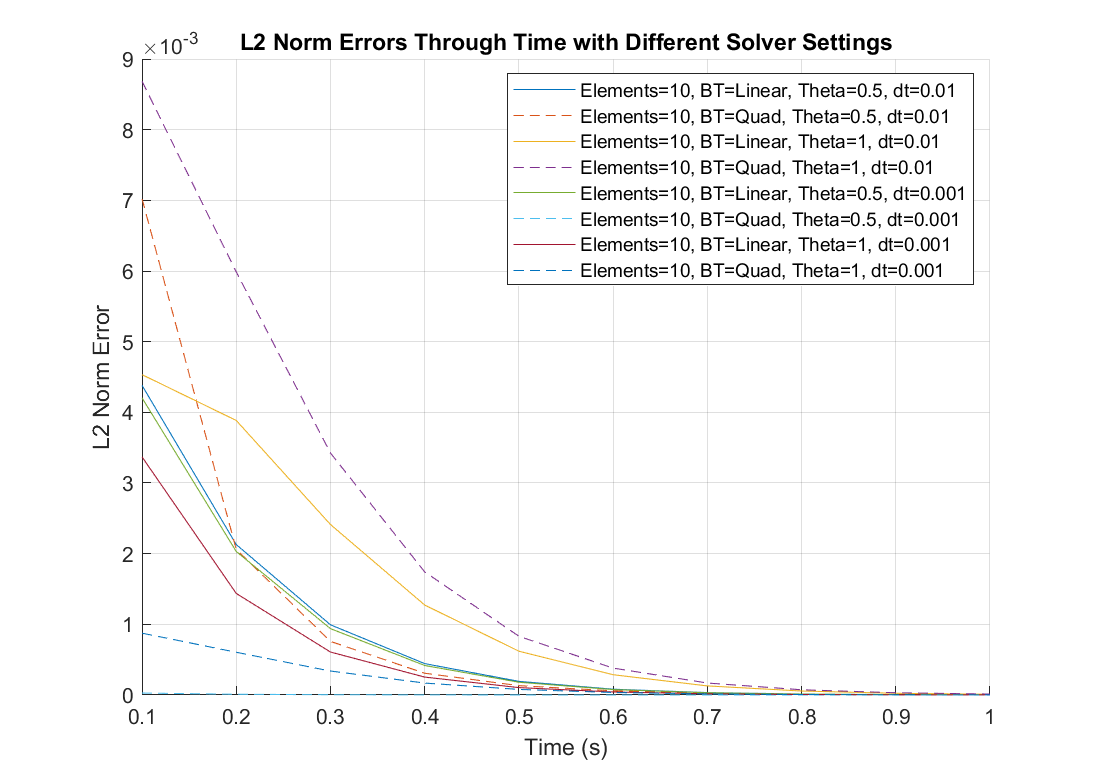 L2 Norm Errors Through Time with Different Solver Settings
×10-3
9
8
7
6
5
4
3
2
1
0
L2 Norm Error
Elements=10, BT=Linear, Theta=0.5, dt=0.01
Elements=10, BT=Quad, Theta=0.5, dt=0.01
Elements=10, BT=Linear, Theta=1, dt=0.01
Elements=10, BT=Quad, Theta=1, dt=0.01
Elements=10, BT=Linear, Theta=0.5, dt=0.001
Elements=10, BT=Quad, Theta=0.5, dt=0.001
Elements=10, BT=Linear, Theta=1, dt=0.001
Elements=10, BT=Quad, Theta=1, dt=0.001
0.1 0.2 0.3 0.4 0.5 0.6 0.7 0.8 0.9 1
Time (s)